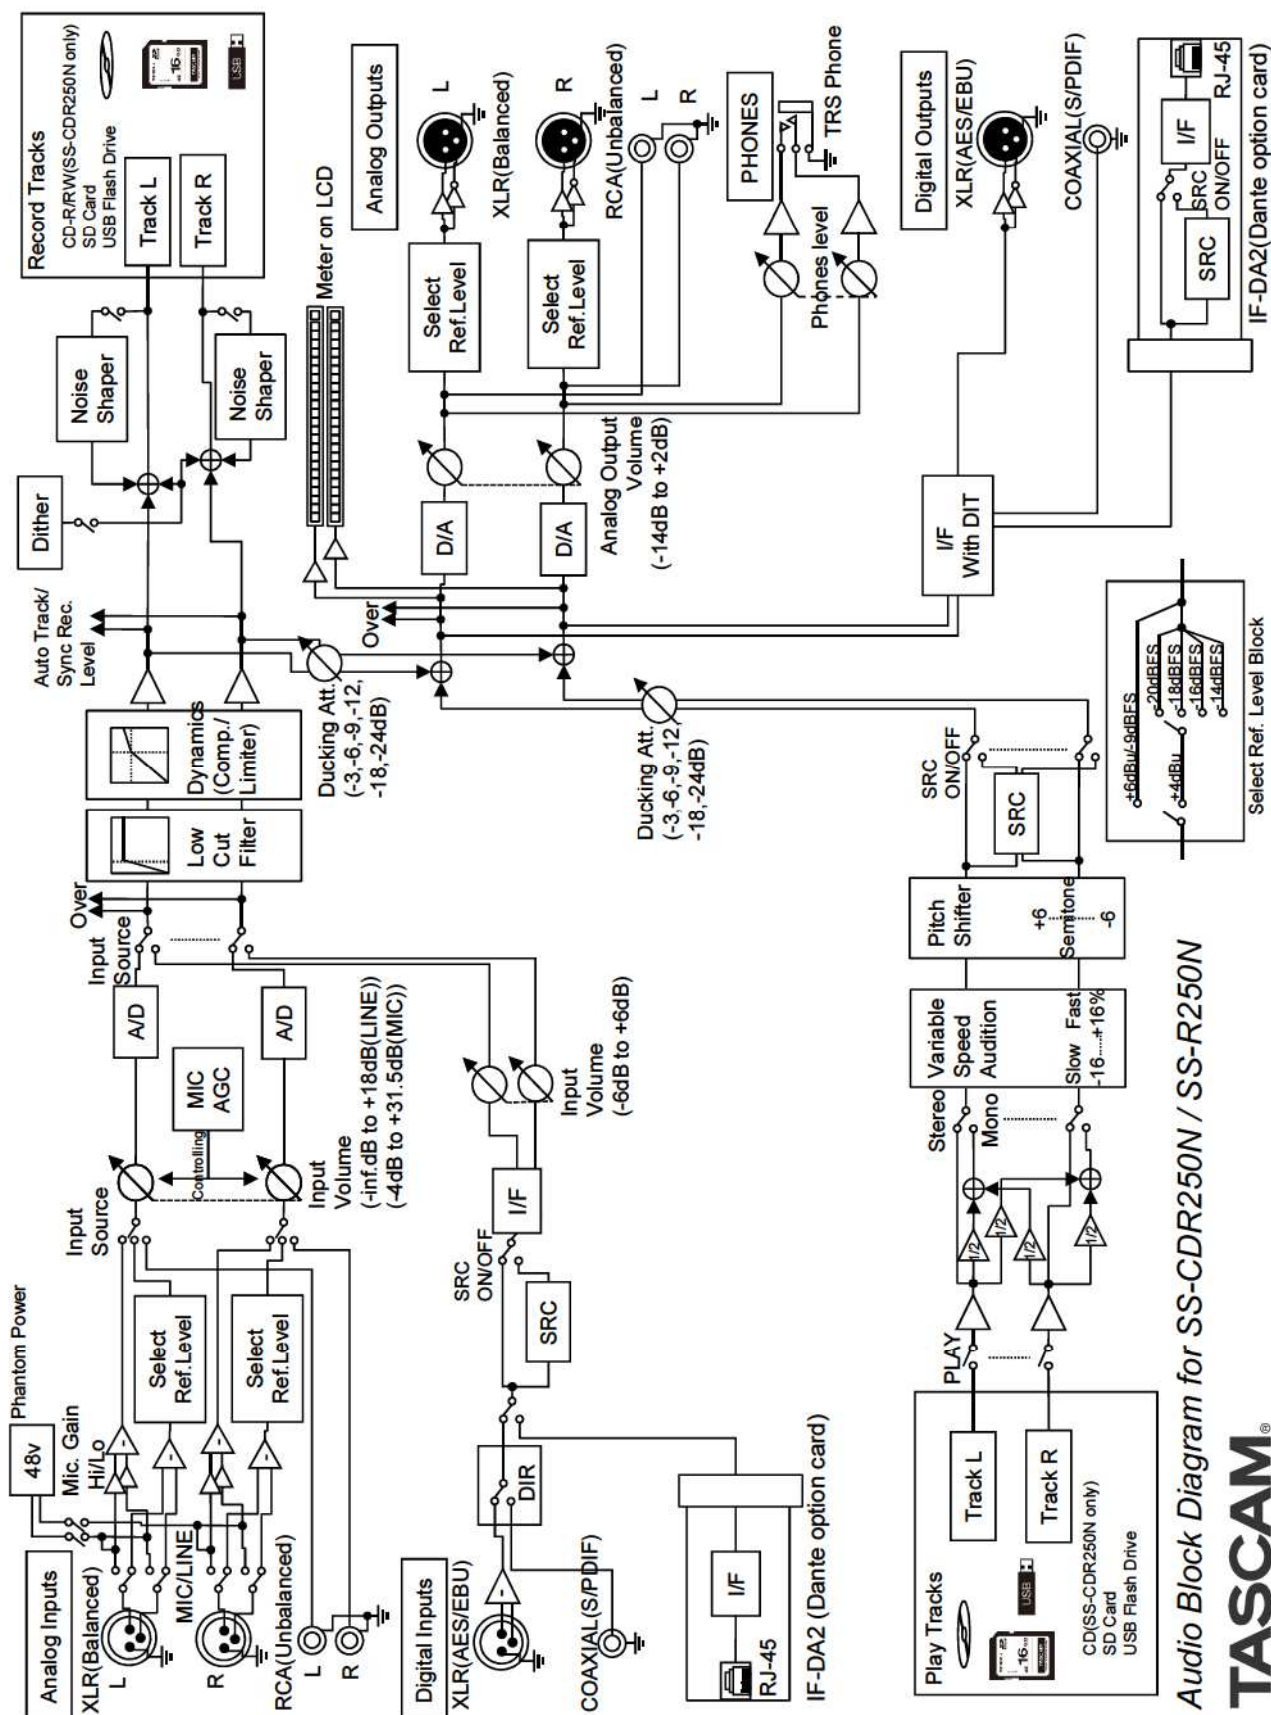 Analog Inputs
XLR(Balanced)
L
R
MIC/LINE
RCA(Unbalanced)
L
R
48v
Phantom Power
Mic. Gain
Hi/Lo
Select
Ref.Level
Select
Ref.Level
Input
Source
Controlling
MIC
AGC
Input
Volume
(-inf.dB to +18dB(LINE))
(-4dB to +31.5dB(MIC))
A/D
A/D
Input
Source
Over
Low
Cut
Filter
Dynamics
(Comp./
Limiter)
Auto Track/
Sync Rec.
Level
Dither
Noise
Shaper
Noise
Shaper
Record Tracks
CD-R/RW(SS-CDR250N only)
SD Card
USB Flash Drive
Track L
Track R
16
USB
Digital Inputs
XLR(AES/EBU)
COAXIAL(S/PDIF)
DIR
SRC
ON/OFF
SRC
I/F
Input
Volume
(-6dB to +6dB)
RJ-45
I/F
IF-DA2 (Dante option card)
Ducking Att.
(-3,-6,-9,-12,
-18,-24dB)
Over
Meter on LCD
D/A
D/A
Analog Output
Volume
(-14dB to +2dB)
Select
Ref.Level
Select
Ref.Level
Analog Outputs
L
XLR(Balanced)
R
RCA(Unbalanced)
L
R
PHONES
TRS Phone
Phones level
Ducking Att.
(-3,-6,-9,-12
-18,-24dB)
I/F
With DIT
Digital Outputs
XLR(AES/EBU)
COAXIAL(S/PDIF)
SRC
SRC
ON/OFF
I/F
RJ-45
IF-DA2(Dante option card)
Play Tracks
16
USB
CD(SS-CDR250N only)
SD Card
USB Flash Drive
Track L
Track R
PLAY
1/2
1/2
1/2
1/2
Stereo
Mono
Variable
Speed
Audition
Slow Fast
-16.....+16%
Pitch
Shifter
+6
Semitone
-6
SRC
SRC
ON/OFF
+6dBu/-9dBFS
+4dBu
-20dBFS
-18dBFS
-16dBFS
-14dBFS
Select Ref. Level Block
Audio Block Diagram for SS-CDR250N / SS-R250N
TASCAM®